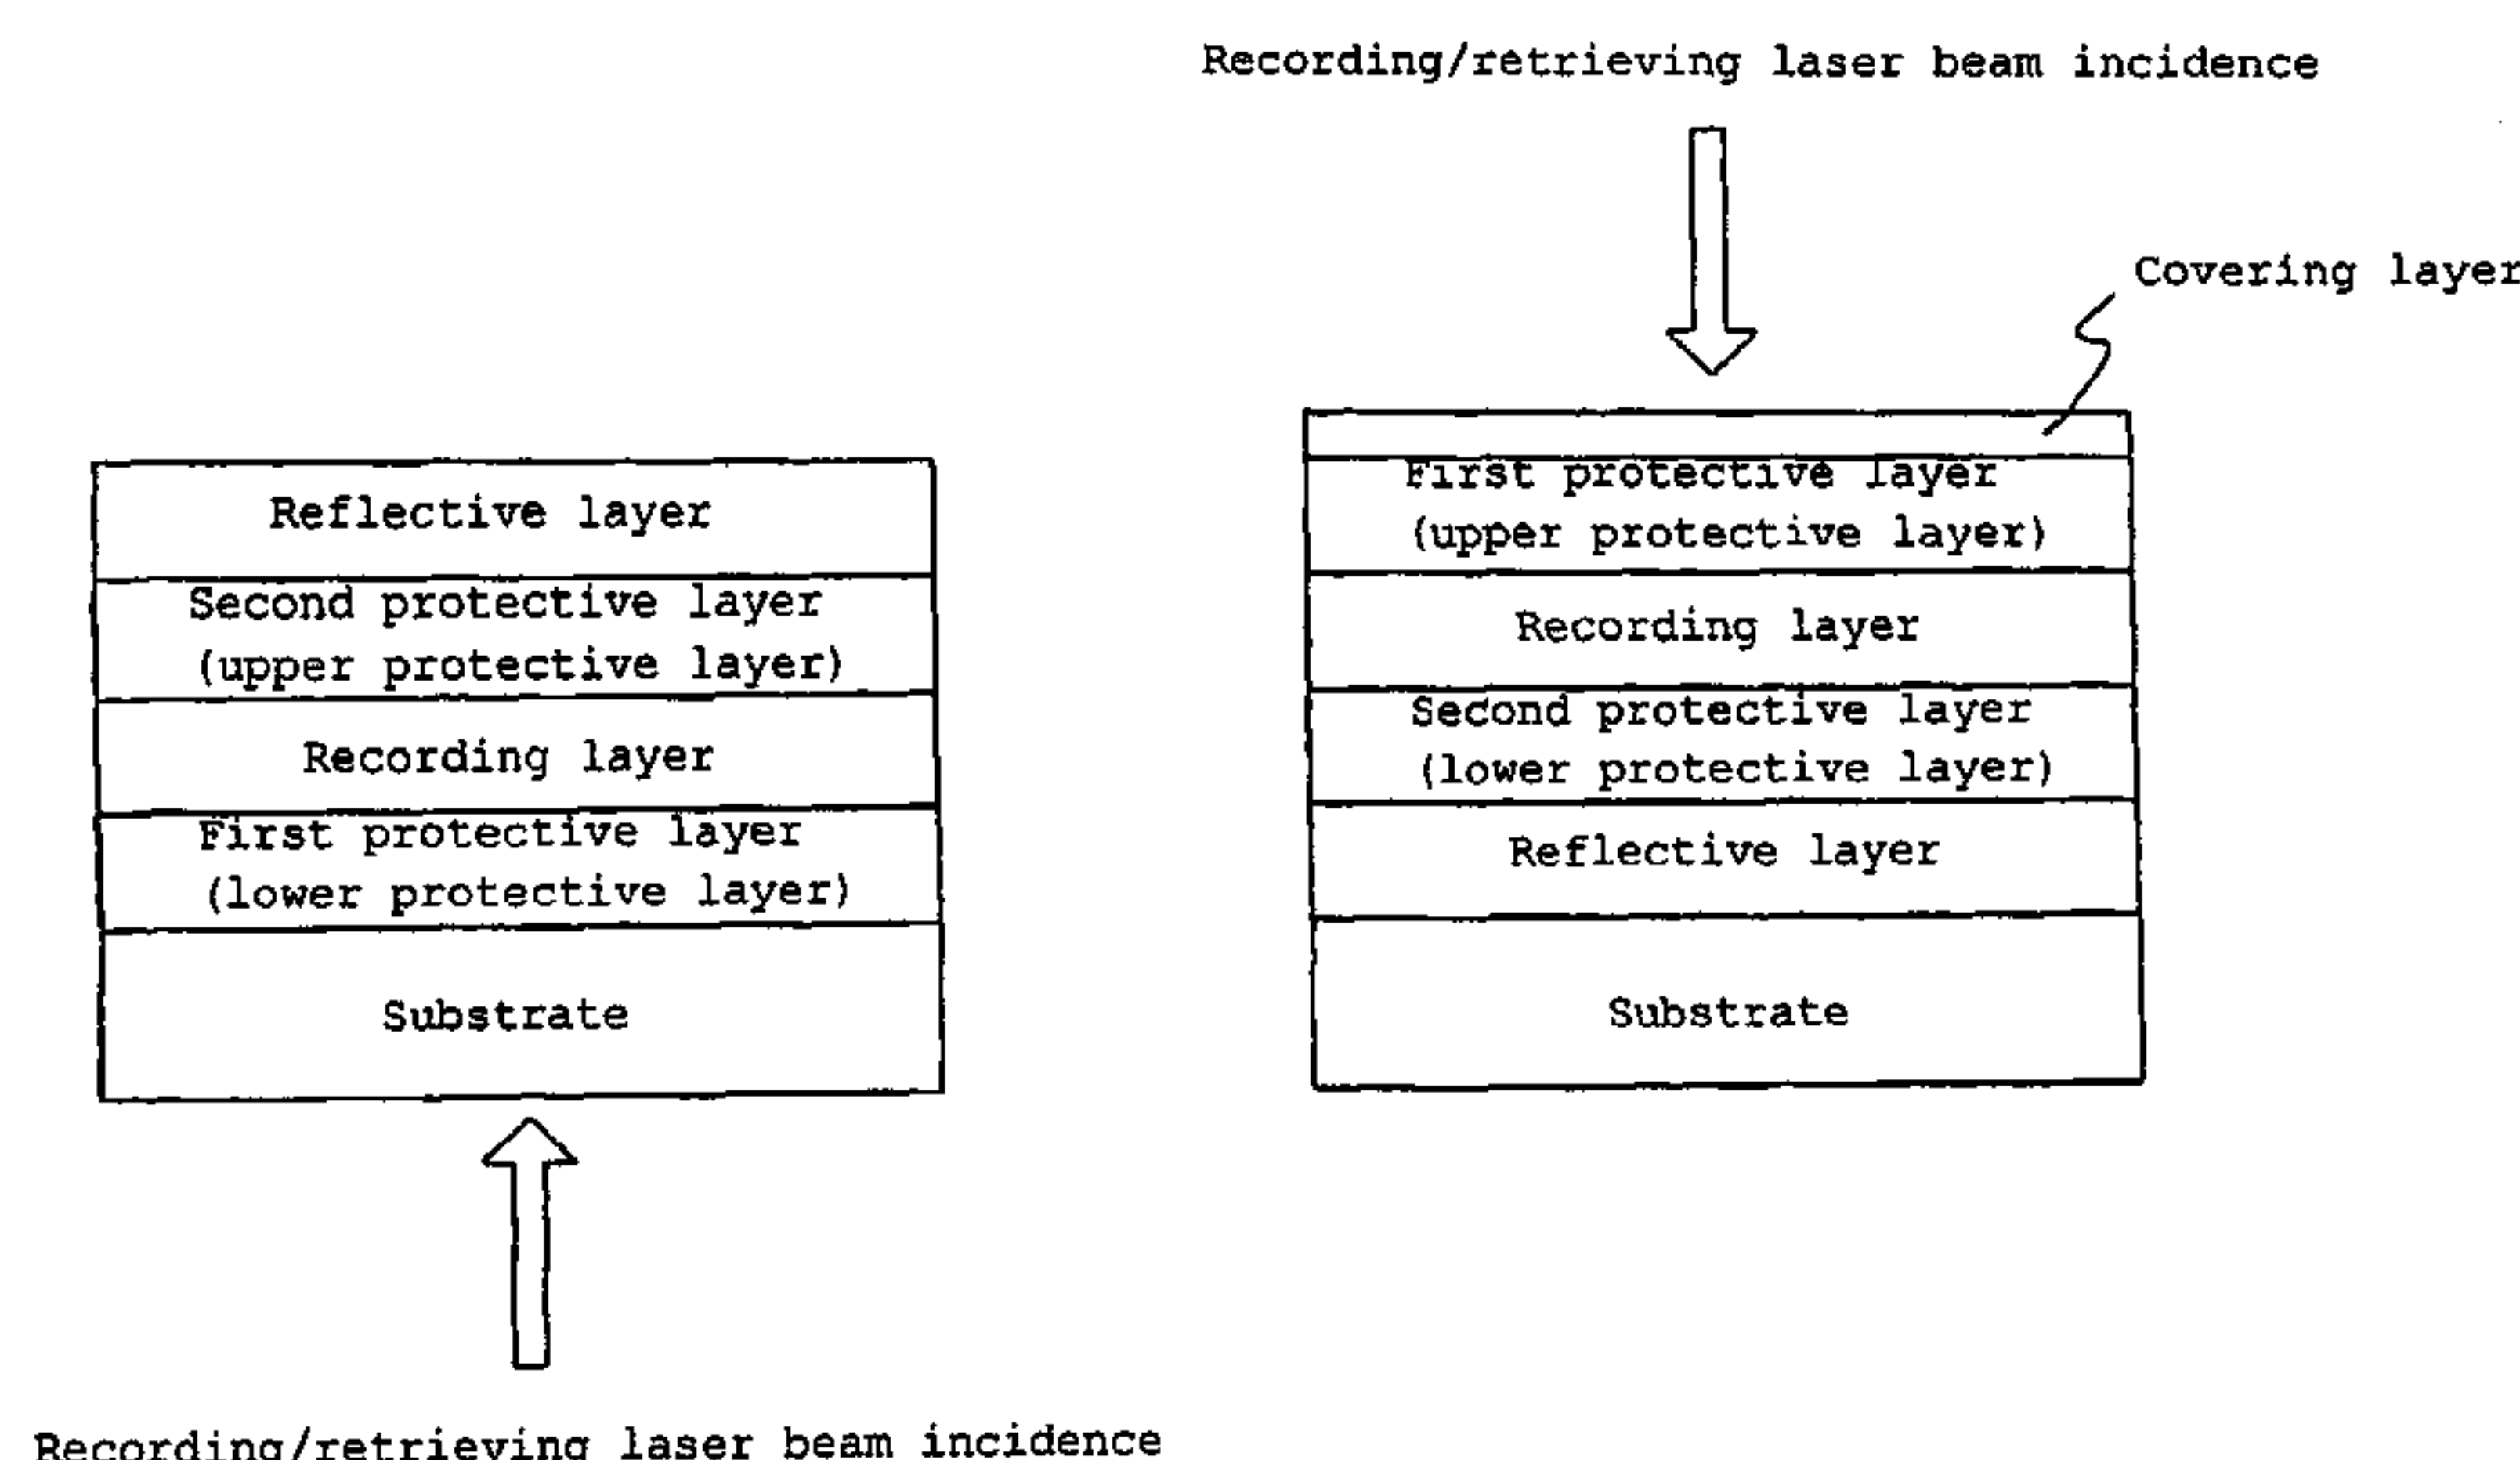 Recording/retrieving laser beam incidence
Covering layer
First protective layer
(upper protective layer)
Recording layer
Second protective layer
(lower protective layer)
Reflective layer
Substrate
Reflective layer
Second protective layer
(upper protective layer)
Recording layer
First protective layer
(lower protective layer)
Substrate
Recording/retrieving laser beam incidence